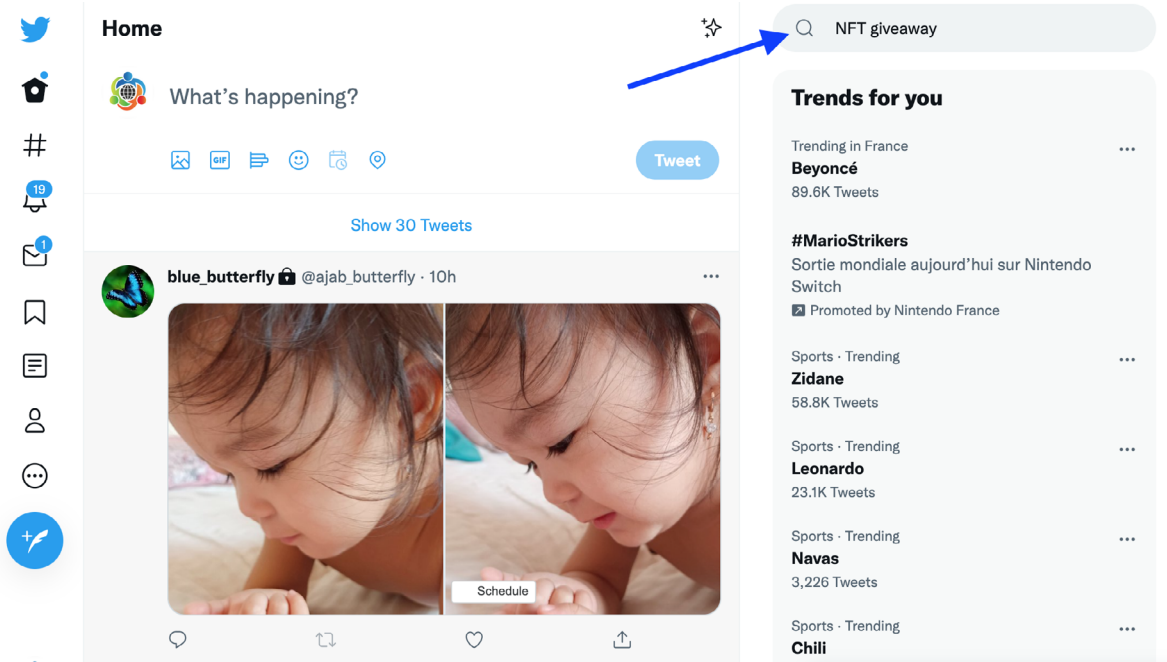 Home
NFT giveaway
What's happening?
GIF
Tweet
19
1
Show 30 Tweets
blue_butterfly @ajab_butterfly · 10h
Schedule
Trends for you
Trending in France
Beyoncé
89.6K Tweets
#MarioStrikers
Sortie mondiale aujourd'hui sur Nintendo
Switch
Promoted by Nintendo France
Sports · Trending
Zidane
58.8K Tweets
Sports · Trending
Leonardo
23.1K Tweets
Sports · Trending
Navas
3,226 Tweets
Sports · Trending
Chili